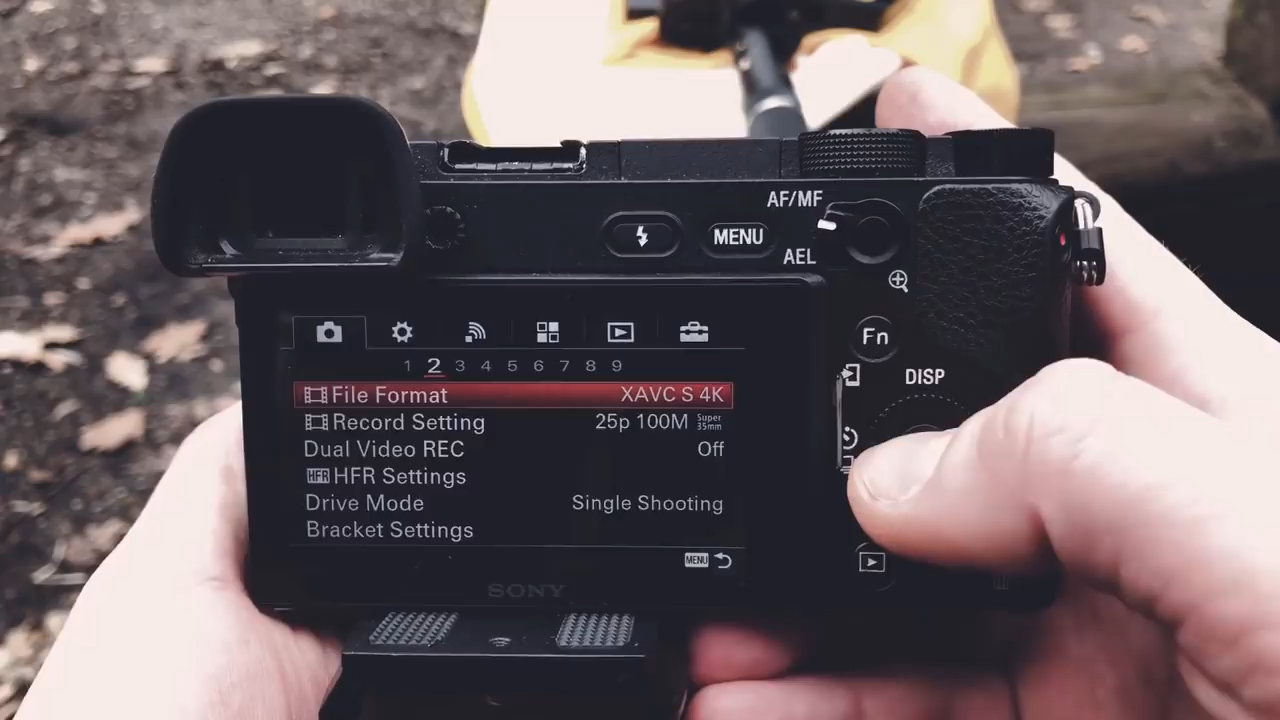 AF/MF
MENU
AEL
Fn
DISP
1 2 3 4 5 6 7 8 9
File Format XAVC S 4K
Record Setting 25p 100M Super 35mm
Dual Video REC Off
HFR HFR Settings
Drive Mode Single Shooting
Bracket Settings
MENU
SONY